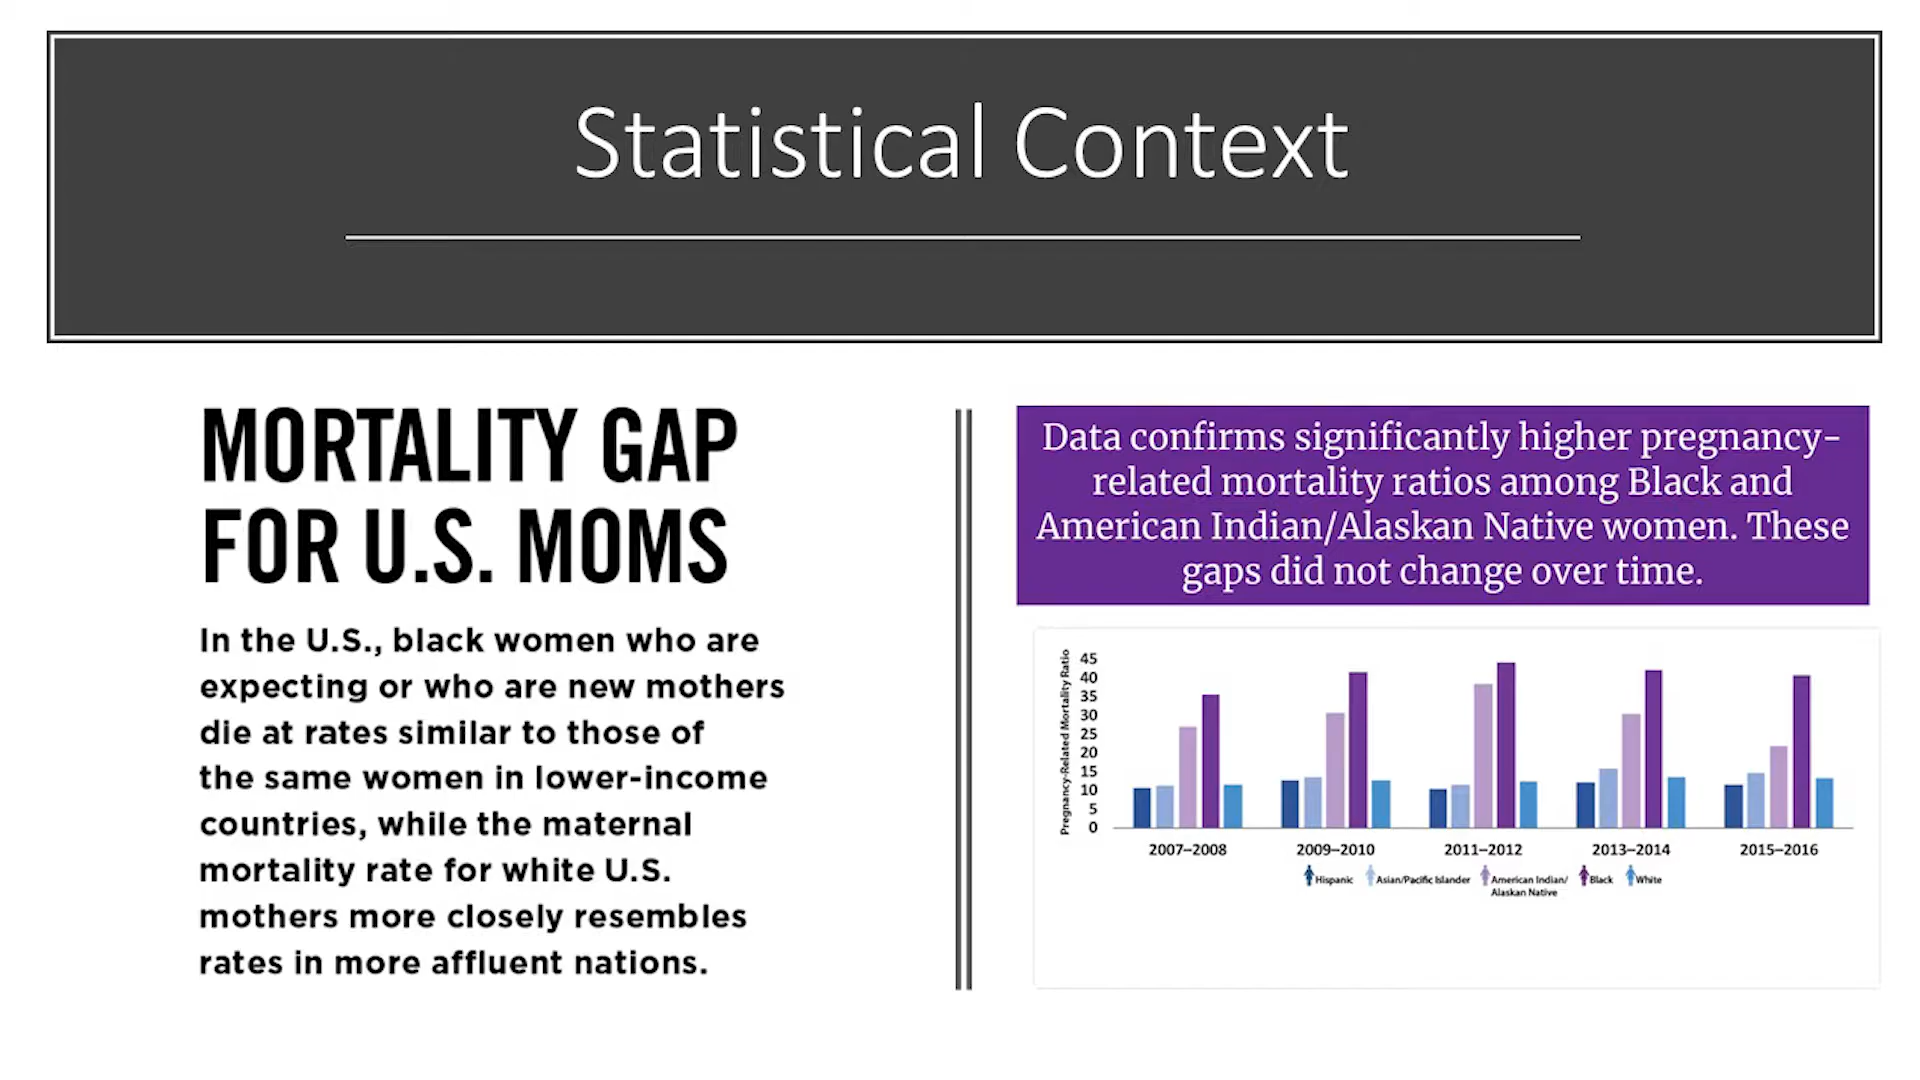 Statistical Context
MORTALITY GAP
FOR U.S. MOMS
In the U.S., black women who are
expecting or who are new mothers
die at rates similar to those of
the same women in lower-income
countries, while the maternal
mortality rate for white U.S.
mothers more closely resembles
rates in more affluent nations.
Data confirms significantly higher pregnancy-
related mortality ratios among Black and
American Indian/Alaskan Native women. These
gaps did not change over time.
Pregnancy-Related Mortality Ratio
45
40
35
30
25
20
15
10
5
0
2007–2008 2009–2010 2011–2012 2013–2014 2015–2016
Hispanic Asian/Pacific Islander American Indian/ Black White
Alaskan Native